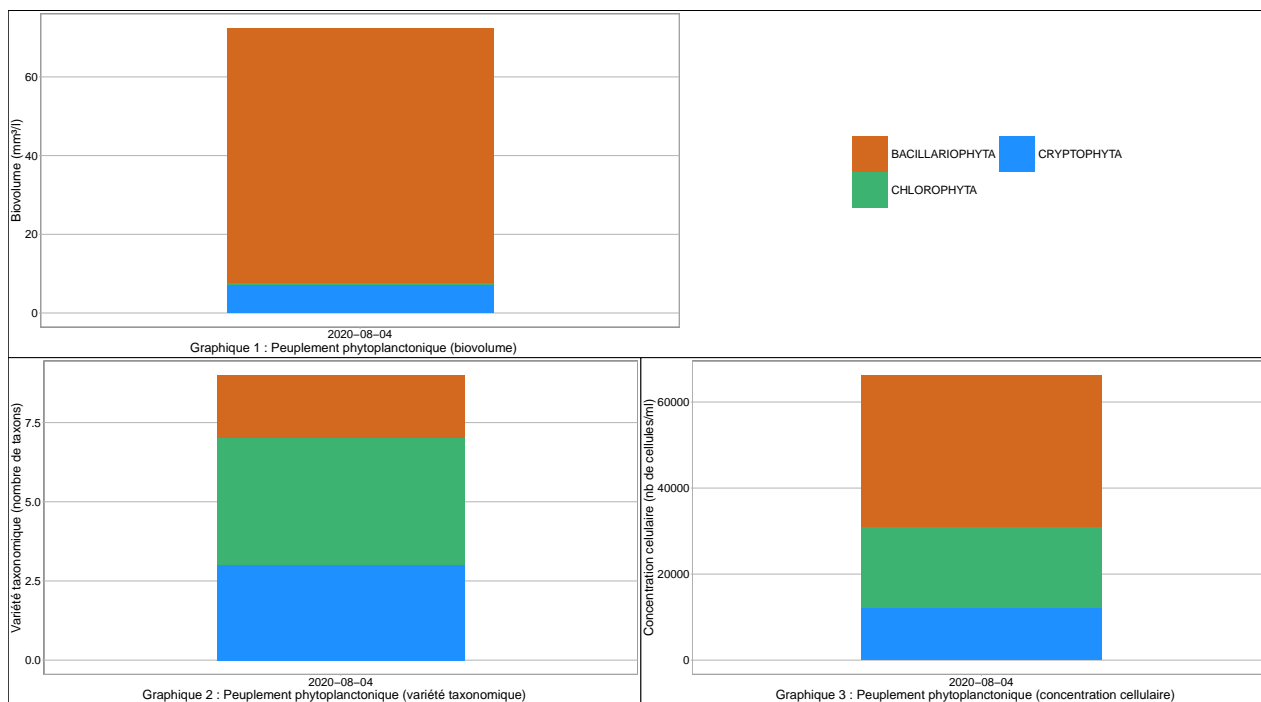 Biovolume (mm³/l)
60
40
20
0
2020−08−04
Graphique 1 : Peuplement phytoplanctonique (biovolume)
BACILLARIOPHYTA
CRYPTOPHYTA
CHLOROPHYTA
Variété taxonomique (nombre de taxons)
7.5
5.0
2.5
0.0
2020−08−04
Graphique 2 : Peuplement phytoplanctonique (variété taxonomique)
Concentration celulaire (nb de cellules/ml)
60000
40000
20000
0
2020−08−04
Graphique 3 : Peuplement phytoplanctonique (concentration cellulaire)